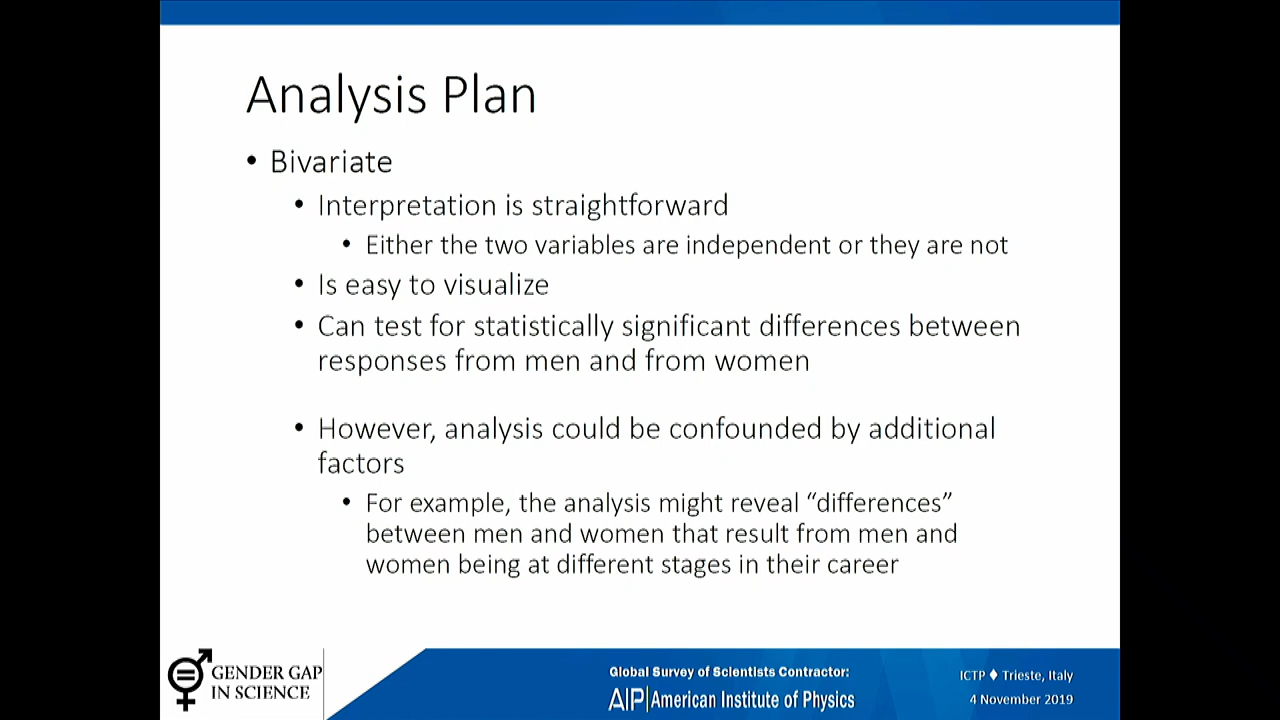 Analysis Plan
• Bivariate
• Interpretation is straightforward
• Either the two variables are independent or they are not
• Is easy to visualize
• Can test for statistically significant differences between
responses from men and from women
• However, analysis could be confounded by additional
factors
• For example, the analysis might reveal “differences”
between men and women that result from men and
women being at different stages in their career
GENDER GAP
IN SCIENCE
Global Survey of Scientists Contractor:
AIP|American Institute of Physics
ICTP ♦ Trieste, Italy
4 November 2019